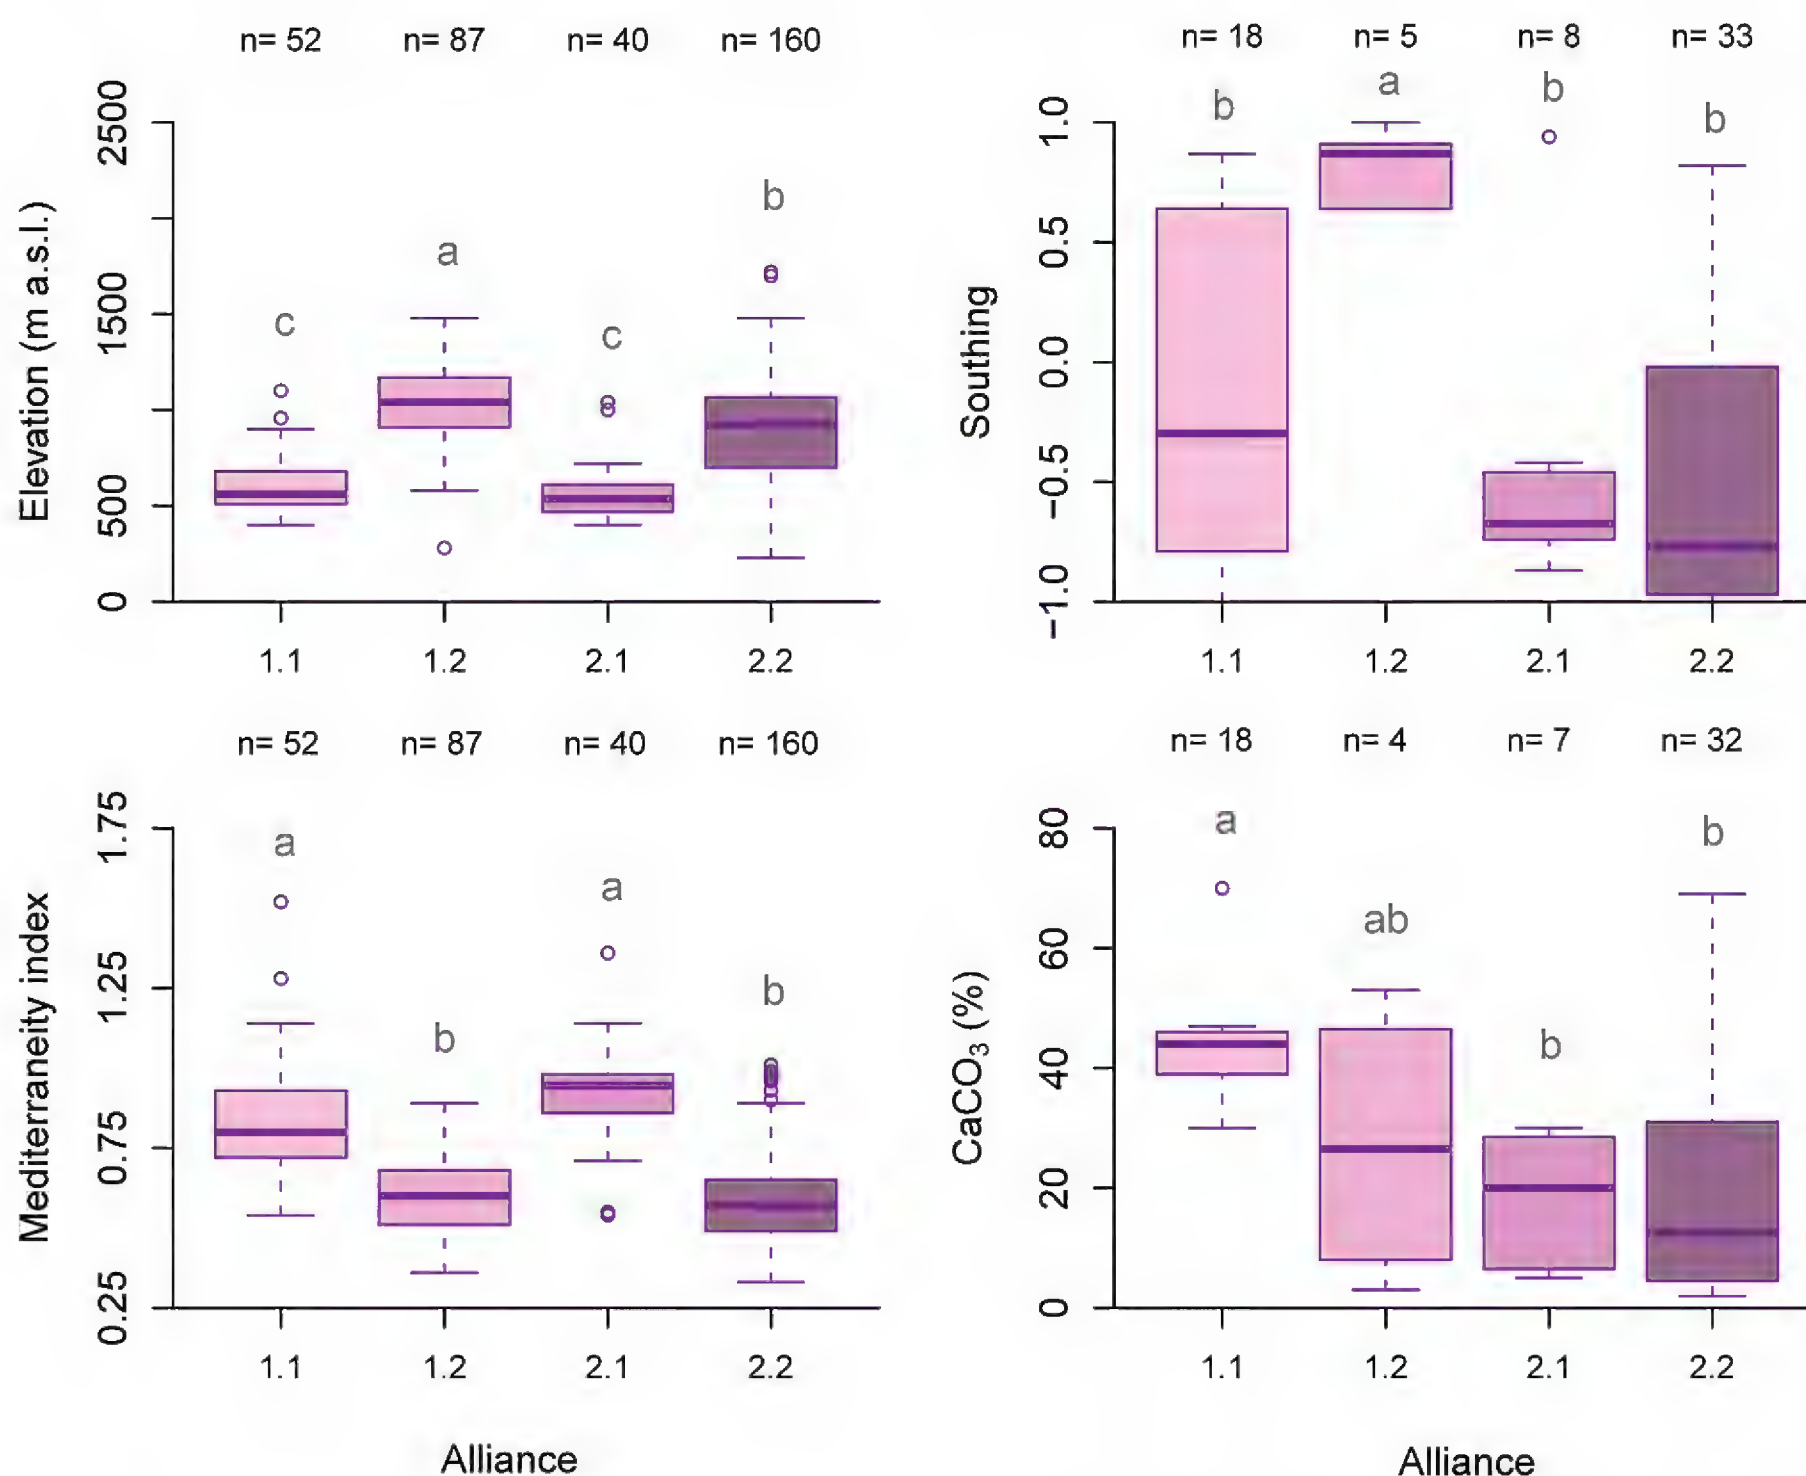 n= 52 n= 87 n= 40 n= 160
c a c b
Elevation (m a.s.l.)
2500
1500
500
0
1.1 1.2 2.1 2.2
n= 18 n= 5 n= 8 n= 33
b a b b
Southing
1.0
0.5
0.0
−0.5
−1.0
1.1 1.2 2.1 2.2
n= 52 n= 87 n= 40 n= 160
a b a b
Mediterraneity index
1.75
1.25
0.75
0.25
1.1 1.2 2.1 2.2
Alliance
n= 18 n= 4 n= 7 n= 32
a ab b b
CaCO₃ (%)
80
60
40
20
0
1.1 1.2 2.1 2.2
Alliance